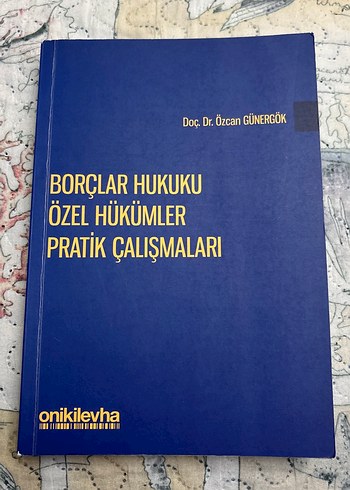 Doç. Dr. Özcan GÜNERGÖK
BORÇLAR HUKUKU
ÖZEL HÜKÜMLER
PRATİK ÇALIŞMALARI
onikilevha